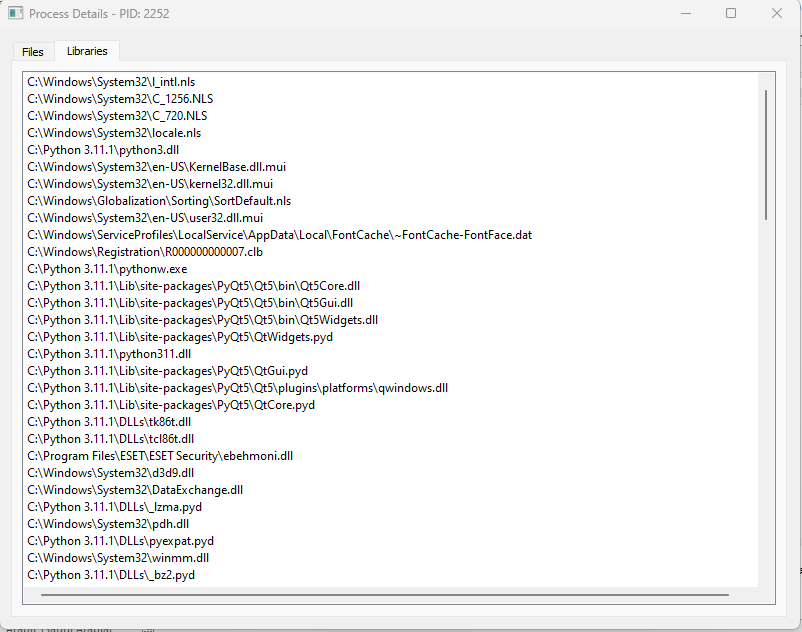 Process Details - PID: 2252
Files
Libraries
C:\Windows\System32\l_intl.nls
C:\Windows\System32\C_1256.NLS
C:\Windows\System32\C_720.NLS
C:\Windows\System32\locale.nls
C:\Python 3.11.1\python3.dll
C:\Windows\System32\en-US\KernelBase.dll.mui
C:\Windows\System32\en-US\kernel32.dll.mui
C:\Windows\Globalization\Sorting\SortDefault.nls
C:\Windows\System32\en-US\user32.dll.mui
C:\Windows\ServiceProfiles\LocalService\AppData\Local\FontCache\~FontCache-FontFace.dat
C:\Windows\Registration\R000000000007.clb
C:\Python 3.11.1\pythonw.exe
C:\Python 3.11.1\Lib\site-packages\PyQt5\Qt5\bin\Qt5Core.dll
C:\Python 3.11.1\Lib\site-packages\PyQt5\Qt5\bin\Qt5Gui.dll
C:\Python 3.11.1\Lib\site-packages\PyQt5\Qt5\bin\Qt5Widgets.dll
C:\Python 3.11.1\Lib\site-packages\PyQt5\QtWidgets.pyd
C:\Python 3.11.1\python311.dll
C:\Python 3.11.1\Lib\site-packages\PyQt5\QtGui.pyd
C:\Python 3.11.1\Lib\site-packages\PyQt5\Qt5\plugins\platforms\qwindows.dll
C:\Python 3.11.1\Lib\site-packages\PyQt5\QtCore.pyd
C:\Python 3.11.1\DLLs\tk86t.dll
C:\Python 3.11.1\DLLs\tcl86t.dll
C:\Program Files\ESET\ESET Security\ebehmoni.dll
C:\Windows\System32\d3d9.dll
C:\Windows\System32\DataExchange.dll
C:\Python 3.11.1\DLLs\_lzma.pyd
C:\Windows\System32\pdh.dll
C:\Python 3.11.1\DLLs\pyexpat.pyd
C:\Windows\System32\winmm.dll
C:\Python 3.11.1\DLLs\_bz2.pyd